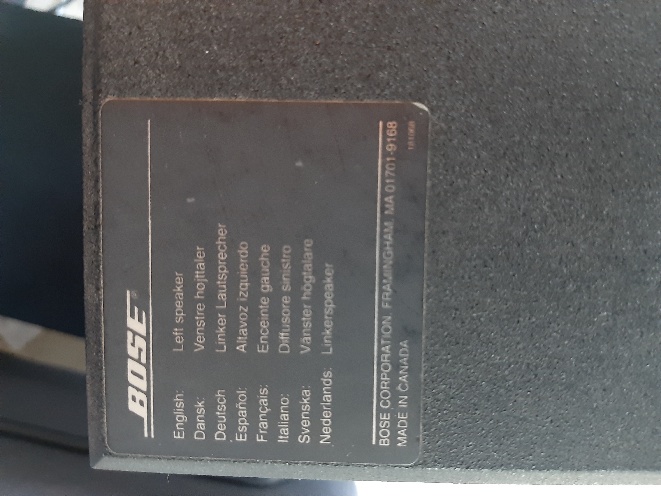 BOSE
English: Left speaker
Dansk: Venstre højttaler
Deutsch Linker Lautsprecher
Español: Altavoz izquierdo
Français: Enceinte gauche
Italiano: Diffusore sinistro
Svenska: Vänster högtalare
Nederlands: Linkerspeaker
BOSE CORPORATION, FRAMINGHAM, MA 01701-9168
MADE IN CANADA
181968